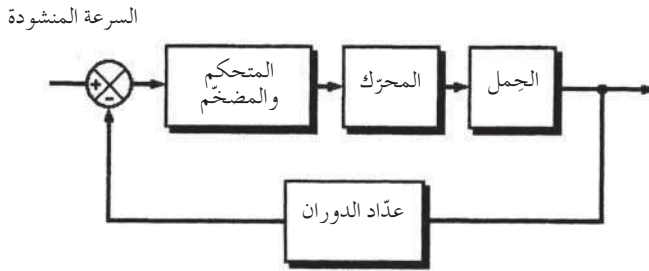 السرعة المنشودة
المتحكم
والمضخّم
المحرّك
الحِمل
+
−
عدّاد الدوران